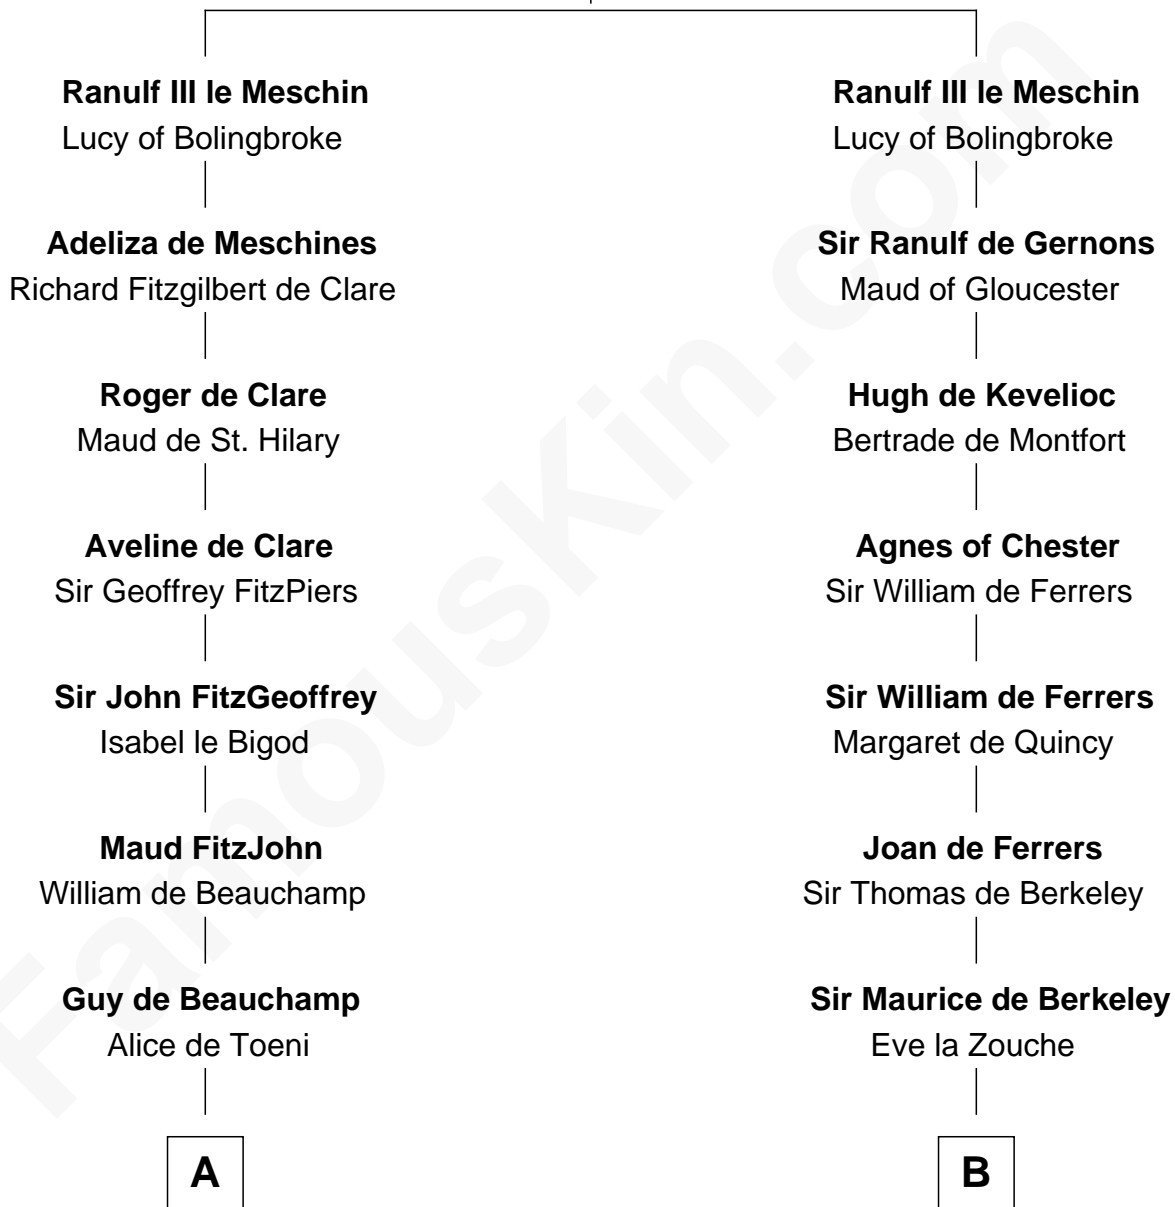 Ranulf III le Meschin
Lucy of Bolingbroke
Adeliza de Meschines
Richard Fitzgilbert de Clare
Roger de Clare
Maud de St. Hilary
Aveline de Clare
Sir Geoffrey FitzPiers
Sir John FitzGeoffrey
Isabel le Bigod
Maud FitzJohn
William de Beauchamp
Guy de Beauchamp
Alice de Toeni
A
Ranulf III le Meschin
Lucy of Bolingbroke
Sir Ranulf de Gernons
Maud of Gloucester
Hugh de Kevelioc
Bertrade de Montfort
Agnes of Chester
Sir William de Ferrers
Sir William de Ferrers
Margaret de Quincy
Joan de Ferrers
Sir Thomas de Berkeley
Sir Maurice de Berkeley
Eve la Zouche
B
FamousKin.com